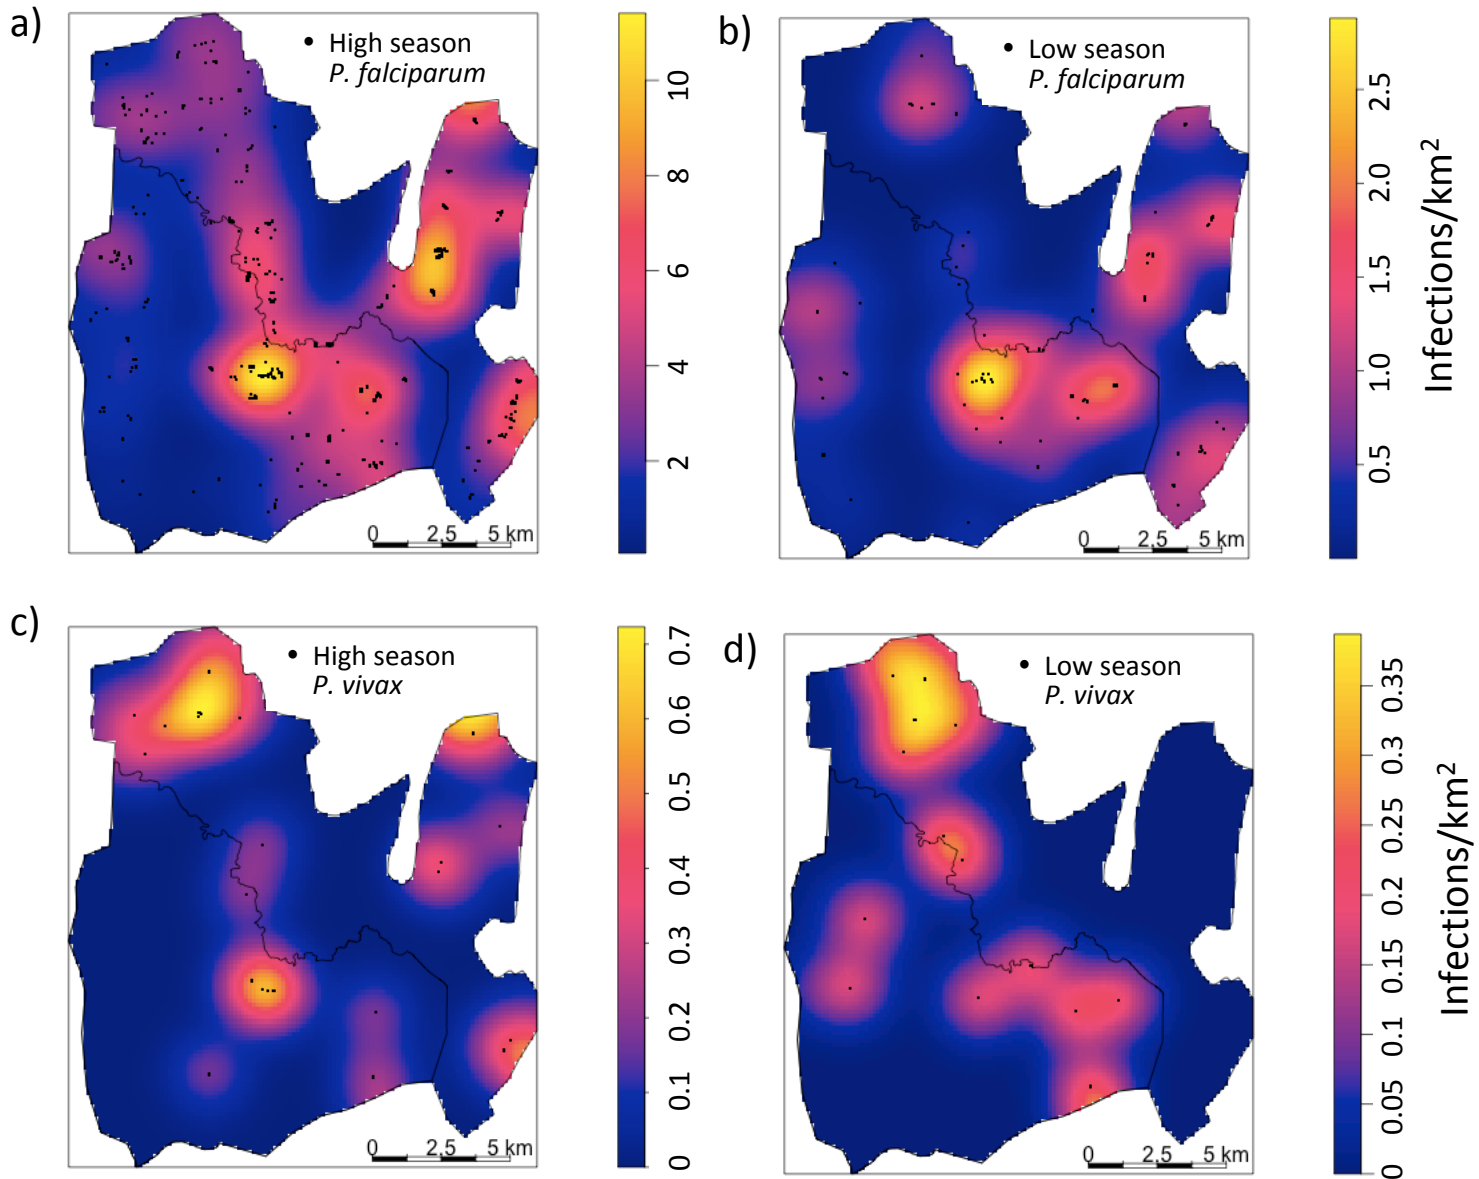 a)
High season
P. falciparum
10
8
6
4
2
0 2.5 5 km
b)
Low season
P. falciparum
2.5
2.0
1.5
1.0
0.5
Infections/km²
0 2.5 5 km
c)
High season
P. vivax
0.7
0.6
0.5
0.4
0.3
0.2
0.1
0
0 2.5 5 km
d)
Low season
P. vivax
0.35
0.3
0.25
0.2
0.15
0.1
0.05
0
Infections/km²
0 2.5 5 km